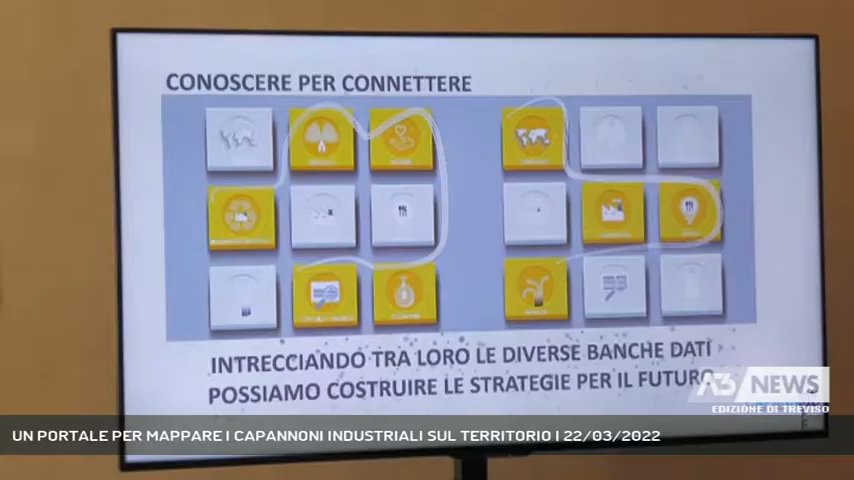 CONOSCERE PER CONNETTERE
INTRECCIANDO TRA LORO LE DIVERSE BANCHE DATI
POSSIAMO COSTRUIRE LE STRATEGIE PER IL FUTURO
A3 NEWS
EDIZIONE DI TREVISO
UN PORTALE PER MAPPARE I CAPANNONI INDUSTRIALI SUL TERRITORIO | 22/03/2022